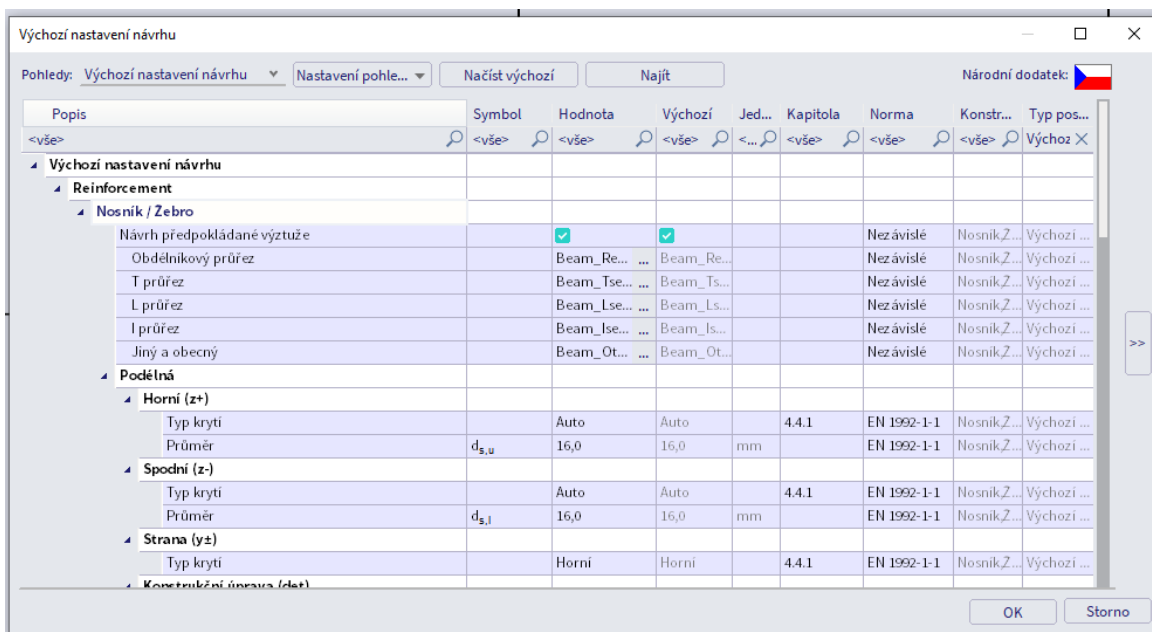 Výchozí nastavení návrhu
Pohledy: Výchozí nastavení návrhu Nastavení pohle... Načíst výchozí Najít Národní dodatek:
Popis Symbol Hodnota Výchozí Jed... Kapitola Norma Konstr... Typ pos...
<vše> <vše> <vše> <vše> <... <vše> <vše> <vše> Výchoz
Výchozí nastavení návrhu
Reinforcement
Nosník / Žebro
Návrh předpokládané výztuže Nezávislé Nosník,Ž... Výchozí ...
Obdélníkový průřez Beam_Re... ... Beam_Re... Nezávislé Nosník,Ž... Výchozí ...
T průřez Beam_Tse... ... Beam_Ts... Nezávislé Nosník,Ž... Výchozí ...
L průřez Beam_Lse... ... Beam_Ls... Nezávislé Nosník,Ž... Výchozí ...
I průřez Beam_Ise... ... Beam_Is... Nezávislé Nosník,Ž... Výchozí ...
Jiný a obecný Beam_Ot... ... Beam_Ot... Nezávislé Nosník,Ž... Výchozí ...
Podélná
Horní (z+)
Typ krytí Auto Auto 4.4.1 EN 1992-1-1 Nosník,Ž... Výchozí ...
Průměr ds,u 16,0 16,0 mm EN 1992-1-1 Nosník,Ž... Výchozí ...
Spodní (z-)
Typ krytí Auto Auto 4.4.1 EN 1992-1-1 Nosník,Ž... Výchozí ...
Průměr ds,l 16,0 16,0 mm EN 1992-1-1 Nosník,Ž... Výchozí ...
Strana (y±)
Typ krytí Horní Horní 4.4.1 EN 1992-1-1 Nosník,Ž... Výchozí ...
Konstrukční úprava (det)
>>
OK Storno